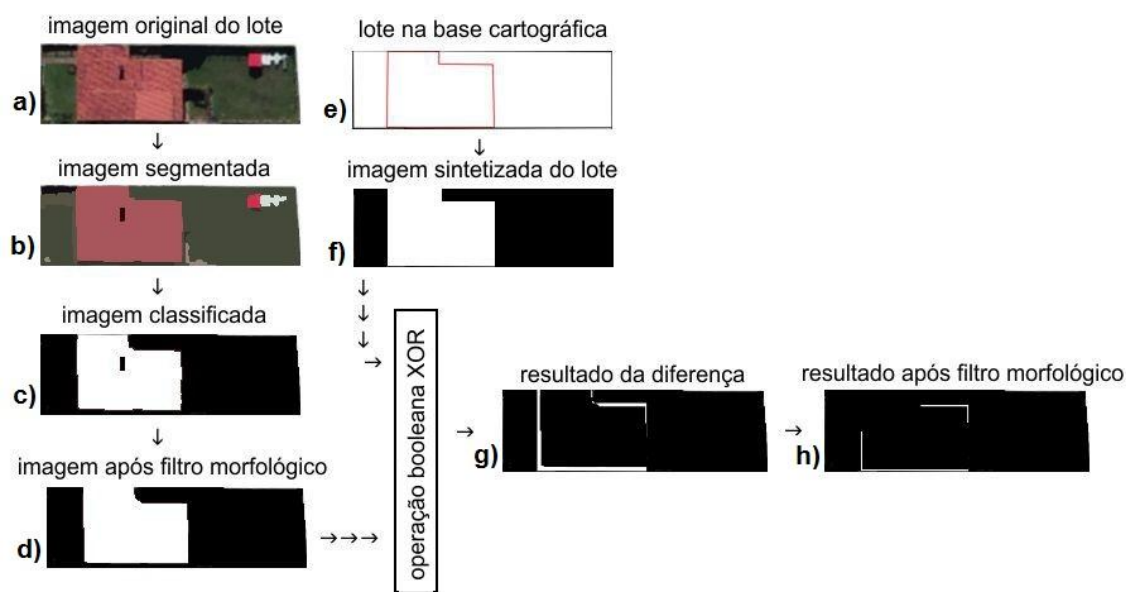 imagem original do lote
a)
↓
imagem segmentada
b)
↓
imagem classificada
c)
↓
imagem após filtro morfológico
d)
→→→
lote na base cartográfica
e)
↓
imagem sintetizada do lote
f)
↓
↓
↓
→
operação booleana XOR
→
resultado da diferença
g)
→
resultado após filtro morfológico
h)